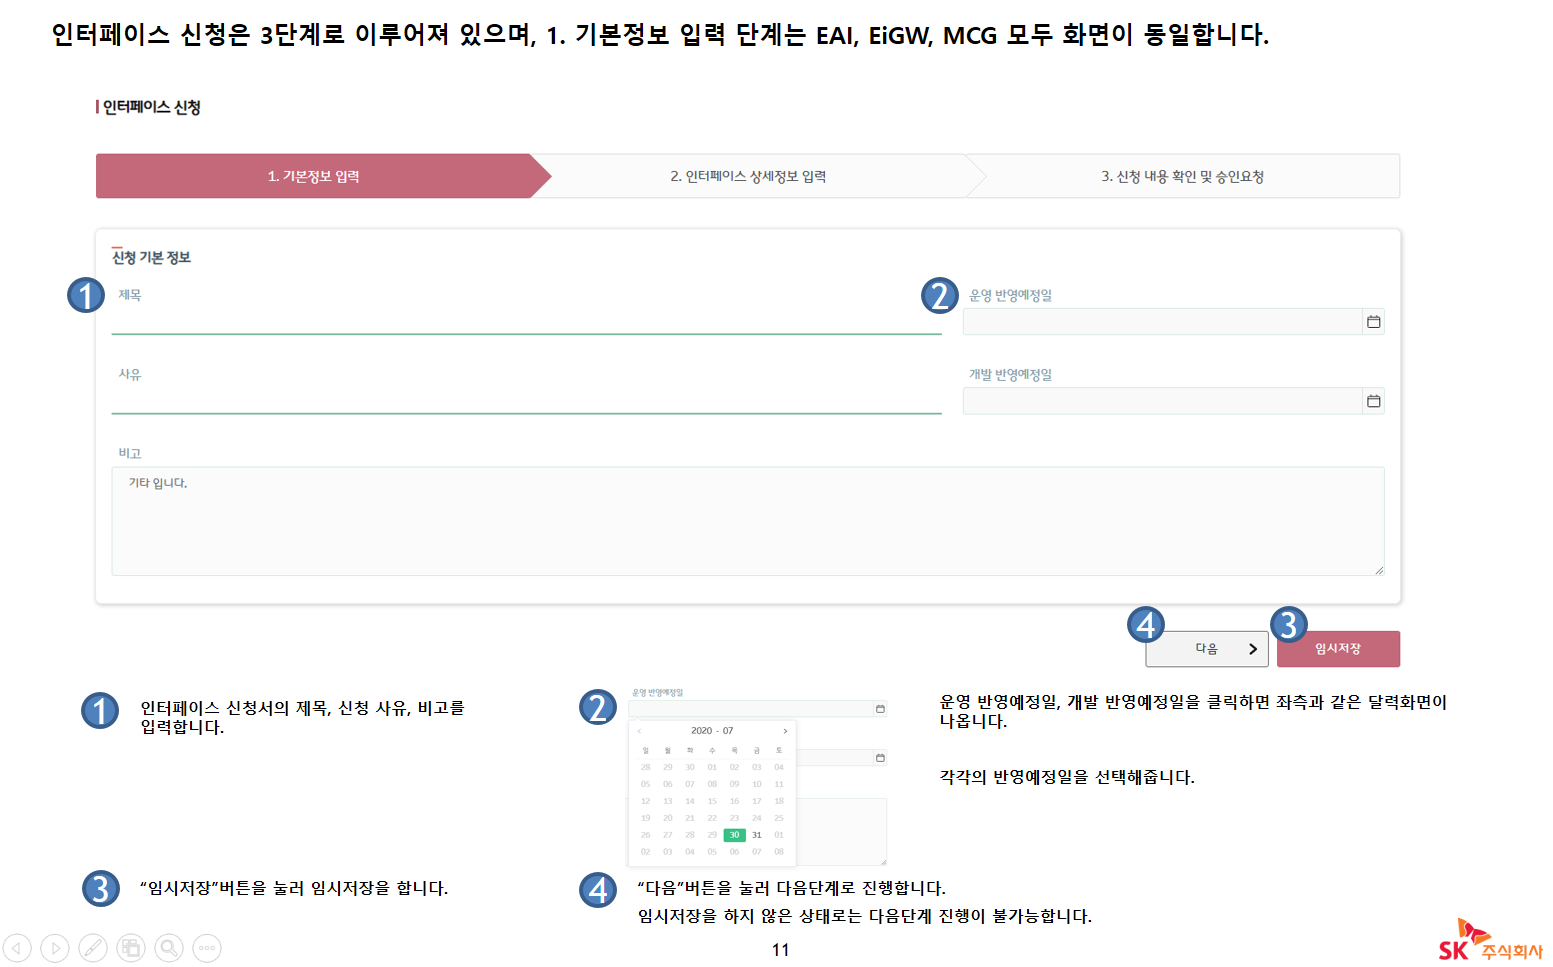 인터페이스 신청은 3단계로 이루어져 있으며, 1. 기본정보 입력 단계는 EAI, EiGW, MCG 모두 화면이 동일합니다.
인터페이스 신청
1. 기본정보 입력
2. 인터페이스 상세정보 입력
3. 신청 내용 확인 및 승인요청
신청 기본 정보
1
제목
2
운영 반영예정일
사유
개발 반영예정일
비고
기타 입니다.
4
다음
3
임시저장
1
인터페이스 신청서의 제목, 신청 사유, 비고를
입력합니다.
2
운영 반영예정일
2020 - 07
일 월 화 수 목 금 토
28 29 30 01 02 03 04
05 06 07 08 09 10 11
12 13 14 15 16 17 18
19 20 21 22 23 24 25
26 27 28 29 30 31 01
02 03 04 05 06 07 08
운영 반영예정일, 개발 반영예정일을 클릭하면 좌측과 같은 달력화면이
나옵니다.
각각의 반영예정일을 선택해줍니다.
3
“임시저장”버튼을 눌러 임시저장을 합니다.
4
“다음”버튼을 눌러 다음단계로 진행합니다.
임시저장을 하지 않은 상태로는 다음단계 진행이 불가능합니다.
11
SK 주식회사